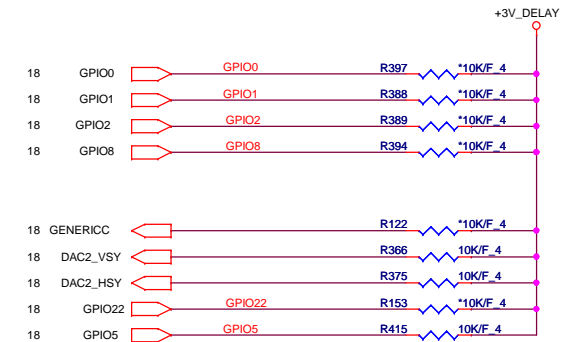 +3V_DELAY
18 GPIO0 GPIO0 R397 *10K/F_4
18 GPIO1 GPIO1 R388 *10K/F_4
18 GPIO2 GPIO2 R389 *10K/F_4
18 GPIO8 GPIO8 R394 *10K/F_4
18 GENERICC R122 *10K/F_4
18 DAC2_VSY R366 10K/F_4
18 DAC2_HSY R375 10K/F_4
18 GPIO22 GPIO22 R153 *10K/F_4
18 GPIO5 GPIO5 R415 10K/F_4